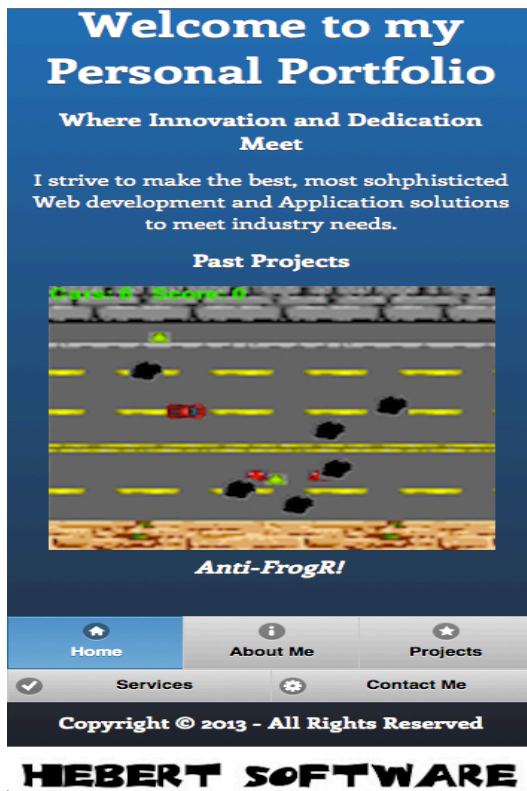 Welcome to my
Personal Portfolio
Where Innovation and Dedication
Meet
I strive to make the best, most sohphisticted
Web development and Application solutions
to meet industry needs.
Past Projects
Cars: 6 Score: 0
Anti-FrogR!
Home
About Me
Projects
Services
Contact Me
Copyright © 2013 - All Rights Reserved
HEBERT SOFTWARE